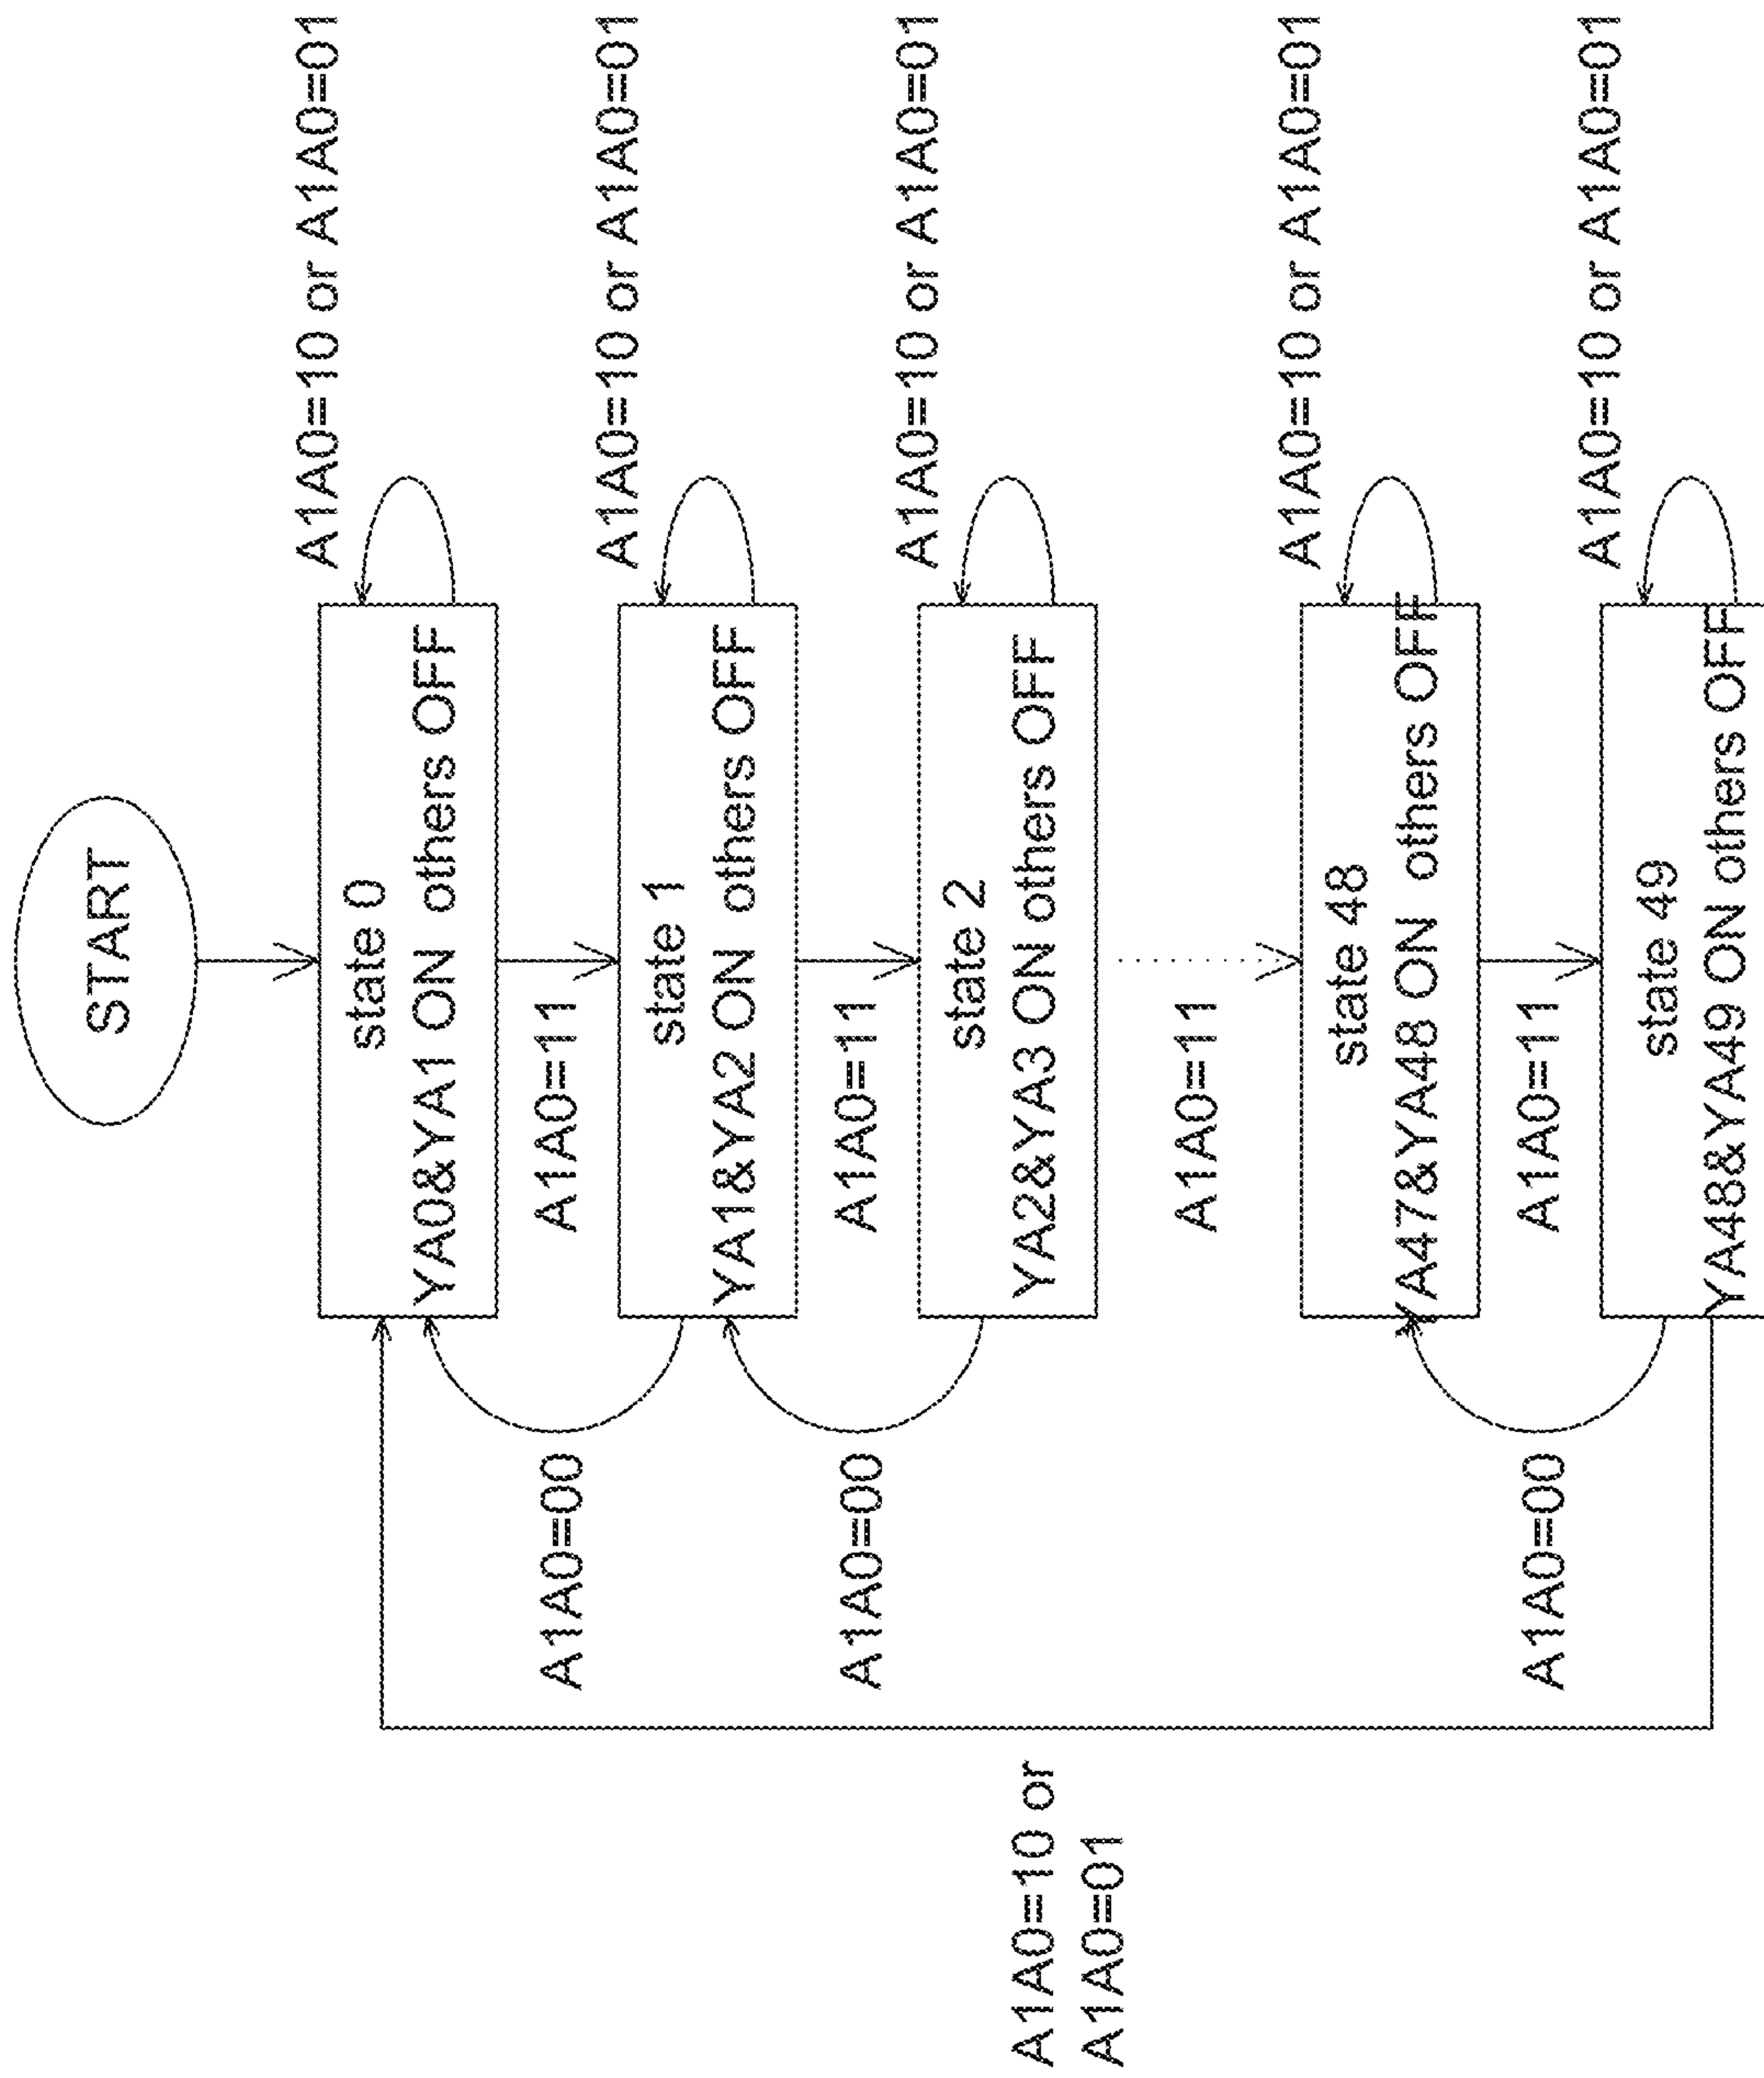 START
A1A0=10 or A1A0=01
state 0
YA0&YA1 ON others OFF
A1A0=11
A1A0=00
A1A0=10 or A1A0=01
state 1
YA1&YA2 ON others OFF
A1A0=11
A1A0=00
A1A0=10 or A1A0=01
state 2
YA2&YA3 ON others OFF
A1A0=10 or
A1A0=01
A1A0=11
A1A0=10 or A1A0=01
state 48
YA47&YA48 ON others OFF
A1A0=11
A1A0=00
A1A0=10 or A1A0=01
state 49
YA48&YA49 ON others OFF